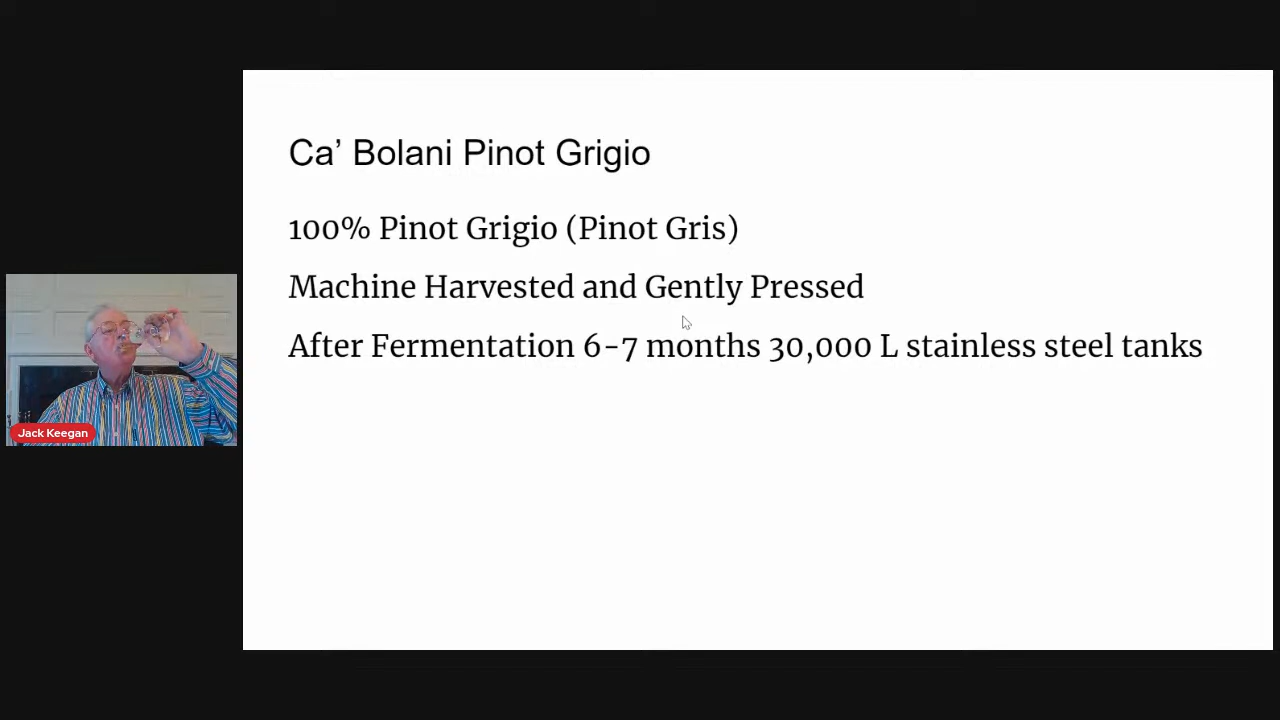 Ca’ Bolani Pinot Grigio
100% Pinot Grigio (Pinot Gris)
Machine Harvested and Gently Pressed
After Fermentation 6-7 months 30,000 L stainless steel tanks
Jack Keegan